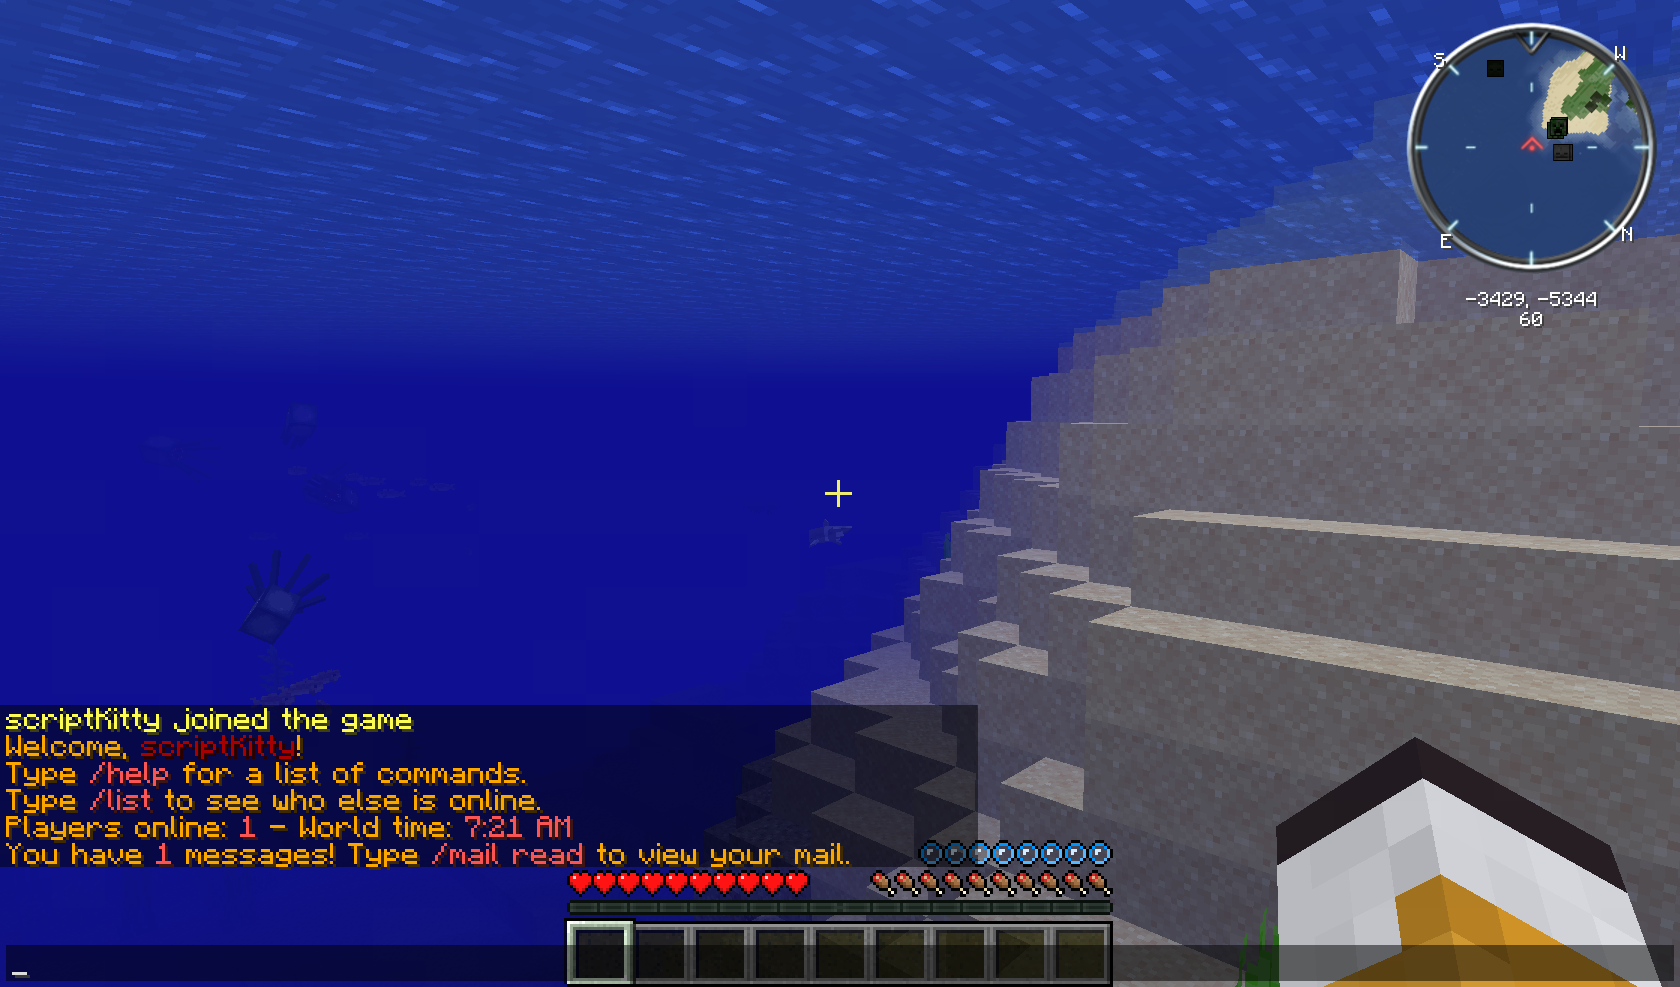 S
W
E
N
-3429, -5344
60
scriptKitty joined the game
Welcome, scriptKitty!
Type /help for a list of commands.
Type /list to see who else is online.
Players online: 1 - World time: 7:21 AM
You have 1 messages! Type /mail read to view your mail.
_